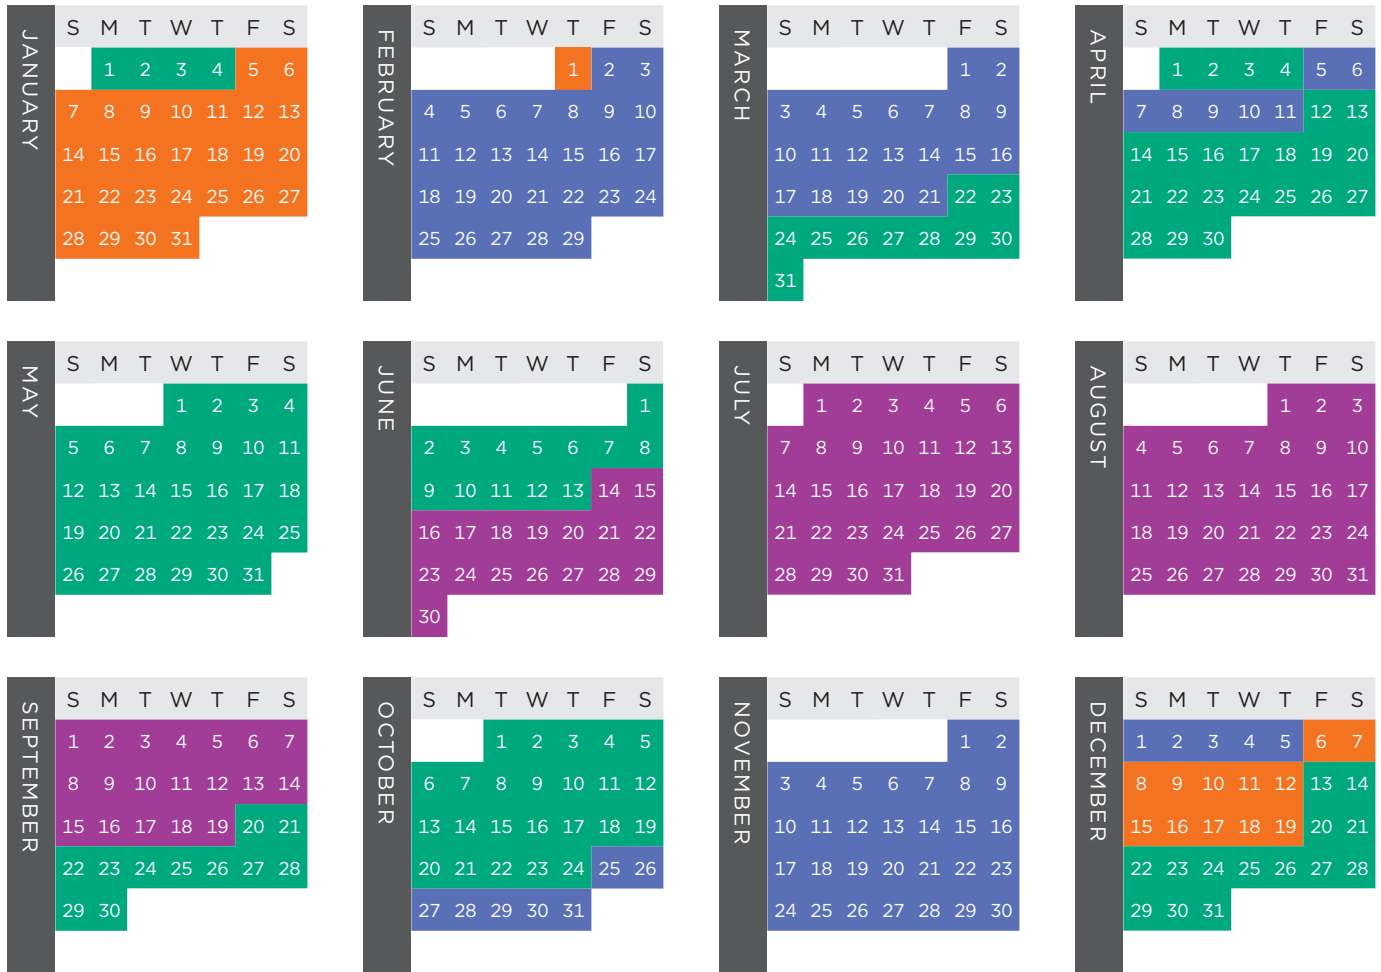 JANUARY
S M T W T F S
1 2 3 4 5 6
7 8 9 10 11 12 13
14 15 16 17 18 19 20
21 22 23 24 25 26 27
28 29 30 31
FEBRUARY
S M T W T F S
1 2 3
4 5 6 7 8 9 10
11 12 13 14 15 16 17
18 19 20 21 22 23 24
25 26 27 28 29
MARCH
S M T W T F S
1 2
3 4 5 6 7 8 9
10 11 12 13 14 15 16
17 18 19 20 21 22 23
24 25 26 27 28 29 30
31
APRIL
S M T W T F S
1 2 3 4 5 6
7 8 9 10 11 12 13
14 15 16 17 18 19 20
21 22 23 24 25 26 27
28 29 30
MAY
S M T W T F S
1 2 3 4
5 6 7 8 9 10 11
12 13 14 15 16 17 18
19 20 21 22 23 24 25
26 27 28 29 30 31
JUNE
S M T W T F S
1
2 3 4 5 6 7 8
9 10 11 12 13 14 15
16 17 18 19 20 21 22
23 24 25 26 27 28 29
30
JULY
S M T W T F S
1 2 3 4 5 6
7 8 9 10 11 12 13
14 15 16 17 18 19 20
21 22 23 24 25 26 27
28 29 30 31
AUGUST
S M T W T F S
1 2 3
4 5 6 7 8 9 10
11 12 13 14 15 16 17
18 19 20 21 22 23 24
25 26 27 28 29 30 31
SEPTEMBER
S M T W T F S
1 2 3 4 5 6 7
8 9 10 11 12 13 14
15 16 17 18 19 20 21
22 23 24 25 26 27 28
29 30
OCTOBER
S M T W T F S
1 2 3 4 5
6 7 8 9 10 11 12
13 14 15 16 17 18 19
20 21 22 23 24 25 26
27 28 29 30 31
NOVEMBER
S M T W T F S
1 2
3 4 5 6 7 8 9
10 11 12 13 14 15 16
17 18 19 20 21 22 23
24 25 26 27 28 29 30
DECEMBER
S M T W T F S
1 2 3 4 5 6 7
8 9 10 11 12 13 14
15 16 17 18 19 20 21
22 23 24 25 26 27 28
29 30 31